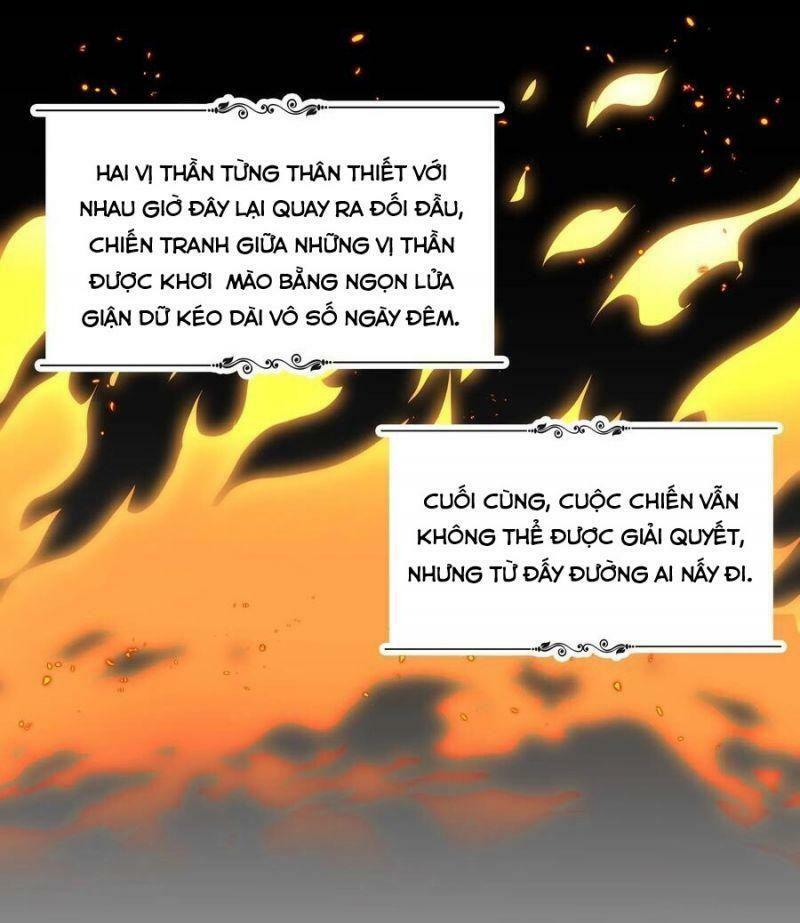 HAI VỊ THẦN TỪNG THÂN THIẾT VỚI
NHAU GIỜ ĐÂY LẠI QUAY RA ĐỐI ĐẦU,
CHIẾN TRANH GIỮA NHỮNG VỊ THẦN
ĐƯỢC KHƠI MÀO BẰNG NGỌN LỬA
GIẬN DỮ KÉO DÀI VÔ SỐ NGÀY ĐÊM.
CUỐI CÙNG, CUỘC CHIẾN VẪN
KHÔNG THỂ ĐƯỢC GIẢI QUYẾT,
NHƯNG TỪ ĐẤY ĐƯỜNG AI NẤY ĐI.